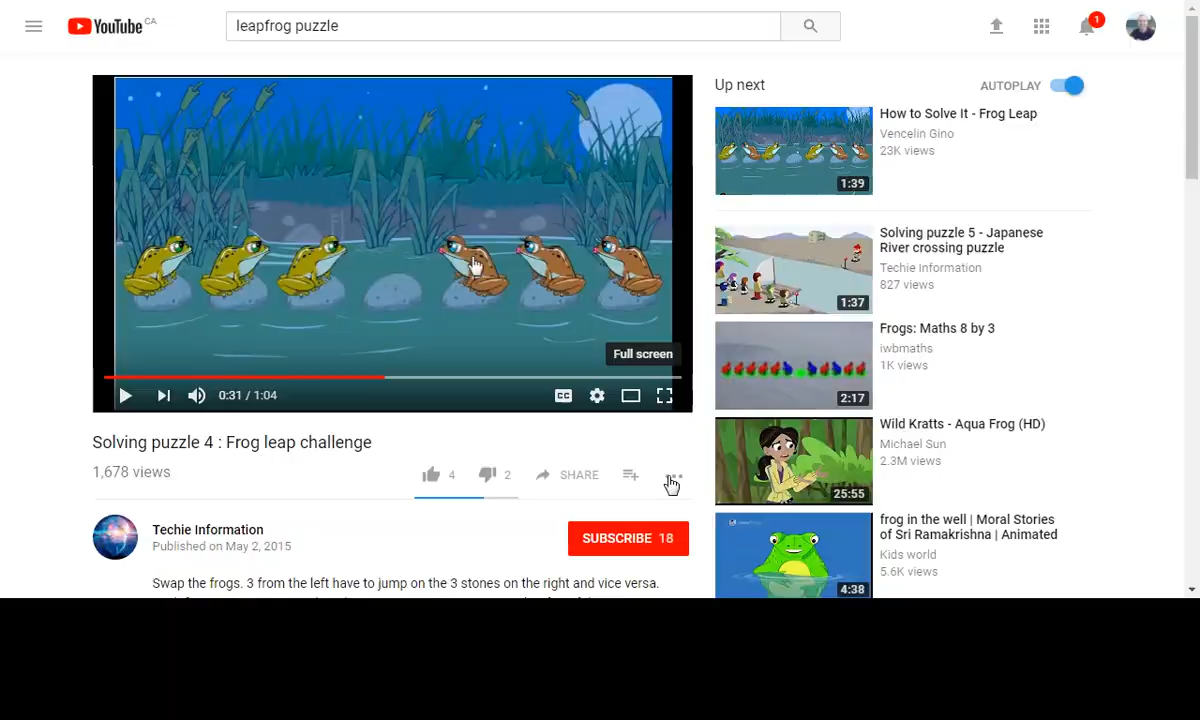 YouTube CA
leapfrog puzzle
1
Up next
AUTOPLAY
How to Solve It - Frog Leap
Vencelin Gino
23K views
1:39
Solving puzzle 5 - Japanese
River crossing puzzle
Techie Information
827 views
1:37
Frogs: Maths 8 by 3
iwbmaths
1K views
2:17
Wild Kratts - Aqua Frog (HD)
Michael Sun
2.3M views
25:55
frog in the well | Moral Stories
of Sri Ramakrishna | Animated
Kids world
5.6K views
4:38
Full screen
0:31 / 1:04
CC
Solving puzzle 4 : Frog leap challenge
1,678 views
4
2
SHARE
Techie Information
Published on May 2, 2015
SUBSCRIBE 18
Swap the frogs. 3 from the left have to jump on the 3 stones on the right and vice versa.